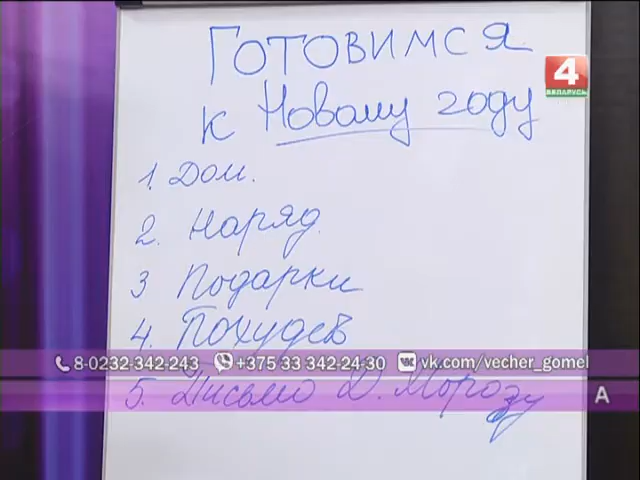 Готовимся
4
БЕЛАРУСЬ
к Новому году
1. Дом.
2. Наряд.
3 Подарки
4. Похудев
8-0232-342-243 +375 33 342-24-30 vk.com/vecher_gomel
5. Письмо Д. Морозу
А